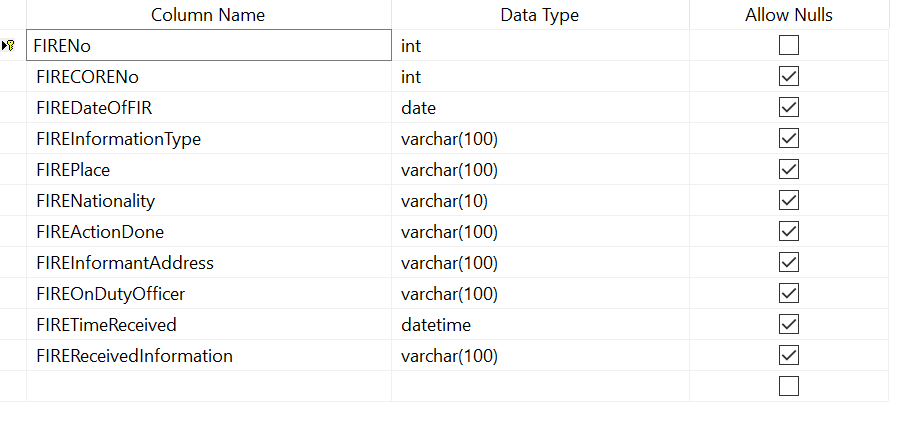 Column Name Data Type Allow Nulls
FIRENo int
FIRECORENo int
FIREDateOfFIR date
FIREInformationType varchar(100)
FIREPlace varchar(100)
FIRENationality varchar(10)
FIREActionDone varchar(100)
FIREInformantAddress varchar(100)
FIREOnDutyOfficer varchar(100)
FIRETimeReceived datetime
FIREReceivedInformation varchar(100)